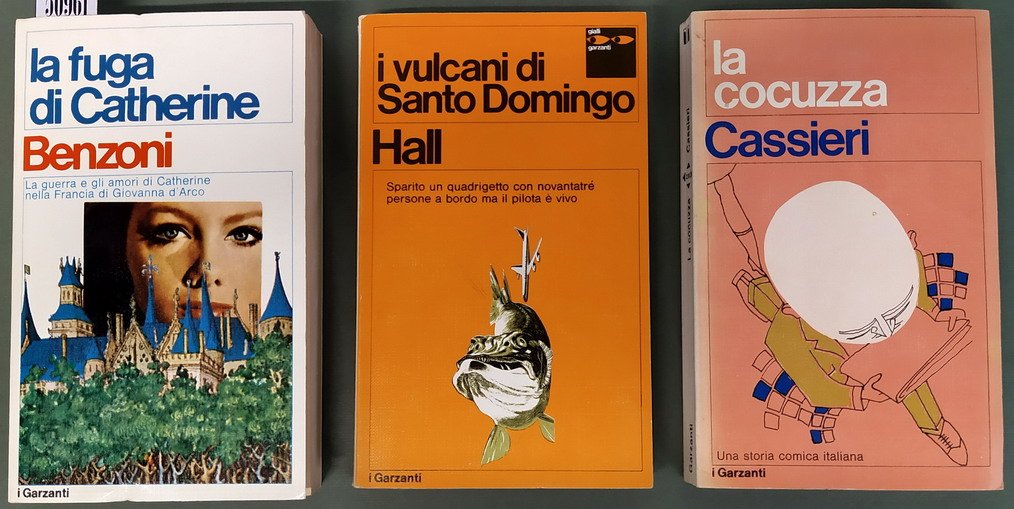 30961
la fuga
di Catherine
Benzoni
La guerra e gli amori di Catherine
nella Francia di Giovanna d'Arco
i Garzanti
gialli
garzanti
i vulcani di
Santo Domingo
Hall
Sparito un quadrigetto con novantatré
persone a bordo ma il pilota è vivo
i Garzanti
La cocuzza Cassieri
Garzanti
la
cocuzza
Cassieri
Una storia comica italiana
i Garzanti